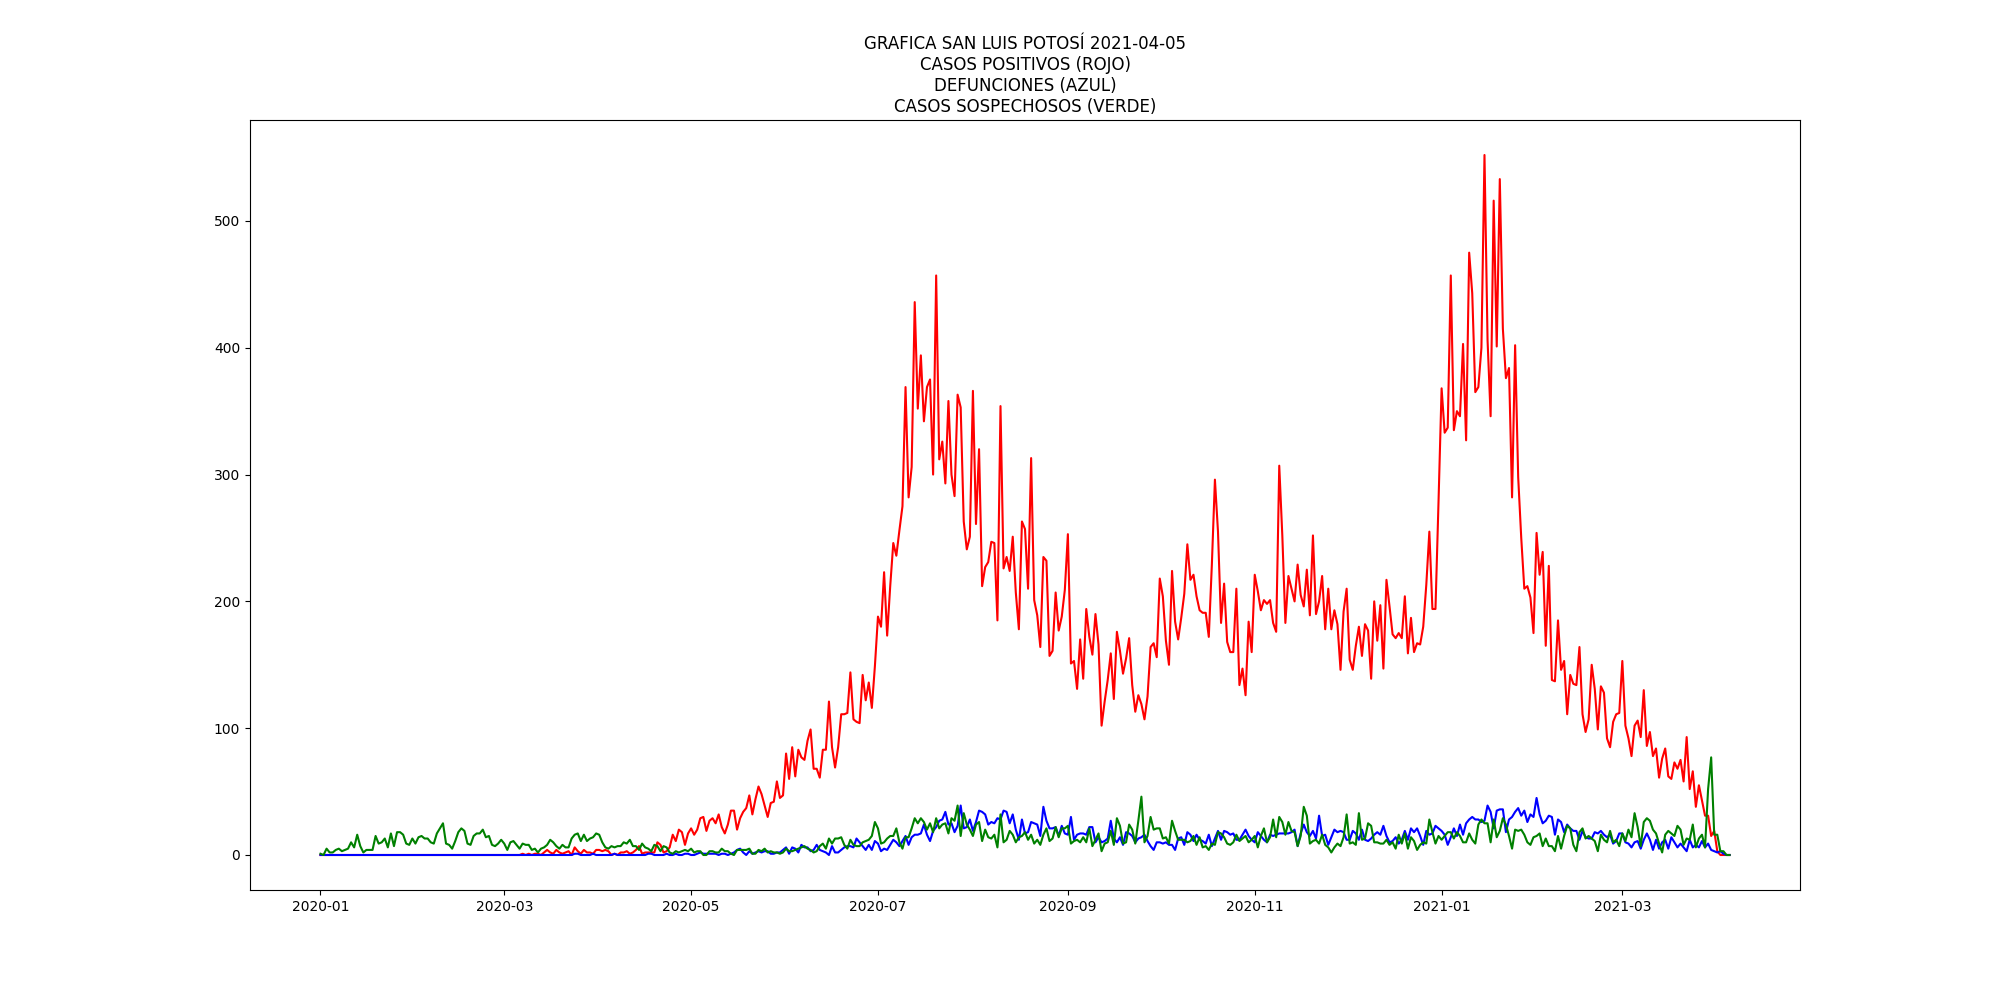 GRAFICA SAN LUIS POTOSÍ 2021-04-05
CASOS POSITIVOS (ROJO)
DEFUNCIONES (AZUL)
CASOS SOSPECHOSOS (VERDE)
500
400
300
200
100
0
2020-01 2020-03 2020-05 2020-07 2020-09 2020-11 2021-01 2021-03